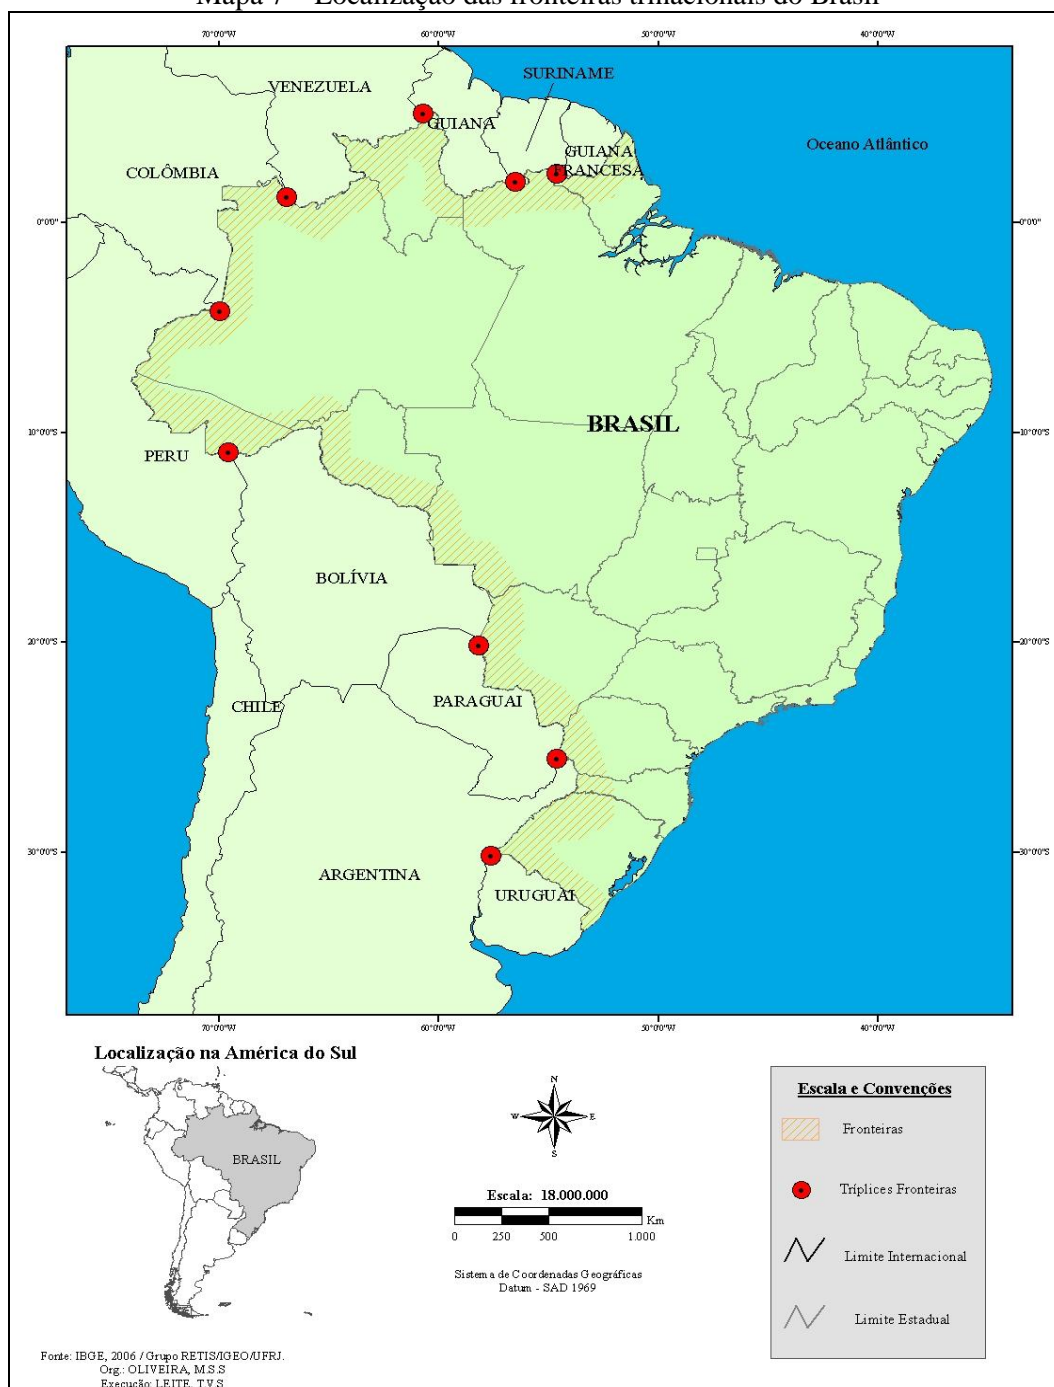 Mapa 7 – Localização das fronteiras trinacionais do Brasil
70°0'0"W 60°0'0"W 50°0'0"W 40°0'0"W
SURINAME
VENEZUELA
GUIANA
Oceano Atlântico
GUIANA
FRANCESA
COLÔMBIA
0°0'0" 0°0'0"
BRASIL
10°0'0"S 10°0'0"S
PERU
BOLÍVIA
20°0'0"S 20°0'0"S
PARAGUAI
CHILE
30°0'0"S 30°0'0"S
ARGENTINA
URUGUAI
70°0'0"W 60°0'0"W 50°0'0"W 40°0'0"W
Localização na América do Sul
BRASIL
N
W E
S
Escala: 18.000.000
Km
0 250 500 1.000
Sistema de Coordenadas Geográficas
Datum - SAD 1969
Escala e Convenções
Fronteiras
Tríplices Fronteiras
Limite Internacional
Limite Estadual
Fonte: IBGE, 2006 / Grupo RETIS/IGEO/UFRJ.
Org.: OLIVEIRA, M.S.S
Execução: LEITE, T.V.S